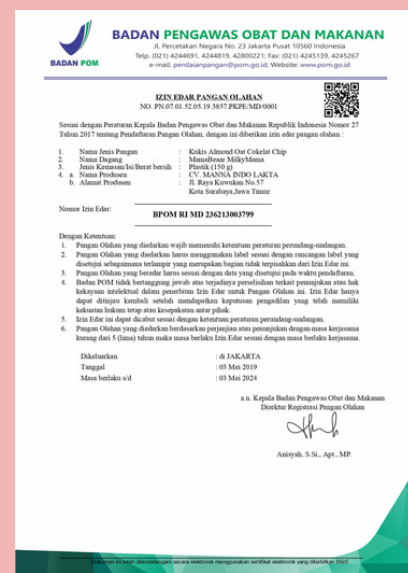 BADAN POM
BADAN PENGAWAS OBAT DAN MAKANAN
Jl. Percetakan Negara No. 23 Jakarta Pusat 10560 Indonesia
Telp. (021) 4244691, 4244819, 42800221; Fax: (021) 4245139, 4245267
e-mail: penilaianpangan@pom.go.id; Website: www.pom.go.id
IZIN EDAR PANGAN OLAHAN
NO. PN.07.01.52.05.19.3857.PKPE/MD/0001
Sesuai dengan Peraturan Kepala Badan Pengawas Obat dan Makanan Republik Indonesia Nomor 27
Tahun 2017 tentang Pendaftaran Pangan Olahan, dengan ini diberikan izin edar pangan olahan :
1. Nama Jenis Pangan : Kukis Almond Oat Cokelat Chip
2. Nama Dagang : MamaBear MilkyMama
3. Jenis Kemasan/Isi/Berat bersih : Plastik (150 g)
4. a. Nama Produsen : CV. MANNA INDO LAKTA
b. Alamat Produsen : Jl. Raya Kuwukan No.57
Kota Surabaya,Jawa Timur
Nomor Izin Edar:
BPOM RI MD 236213003799
Dengan Ketentuan:
1. Pangan Olahan yang diedarkan wajib memenuhi ketentuan peraturan perundang-undangan.
2. Pangan Olahan yang diedarkan harus menggunakan label sesuai dengan rancangan label yang
disetujui sebagaimana terlampir yang merupakan bagian tidak terpisahkan dari Izin Edar ini.
3. Pangan Olahan yang beredar harus sesuai dengan data yang disetujui pada waktu pendaftaran.
4. Badan POM tidak bertanggung jawab atas terjadinya perselisihan terkait pemunjukan atau hak
kekayaan intelektual dalam penerbitan Izin Edar untuk Pangan Olahan ini. Izin Edar hanya
dapat ditinjau kembali setelah mendapatkan keputusan pengadilan yang telah memiliki
kekuatan hukum tetap atau kesepakatan antar pihak.
5. Izin Edar ini dapat dicabut sesuai dengan ketentuan peraturan perundang-undangan.
6. Pangan Olahan yang diedarkan berdasarkan perjanjian atau penunjukan dengan masa kerjasama
kurang dari 5 (lima) tahun maka masa berlaku Izin Edar sesuai dengan masa berlaku kerjasama.
Dikeluarkan : di JAKARTA
Tanggal : 03 Mei 2019
Masa berlaku s/d : 03 Mei 2024
a.n. Kepala Badan Pengawas Obat dan Makanan
Direktur Registrasi Pangan Olahan
Anisyah, S.Si., Apt., MP.
Dokumen ini telah ditandatangani secara elektronik menggunakan sertifikat elektronik yang diterbitkan BSrE.